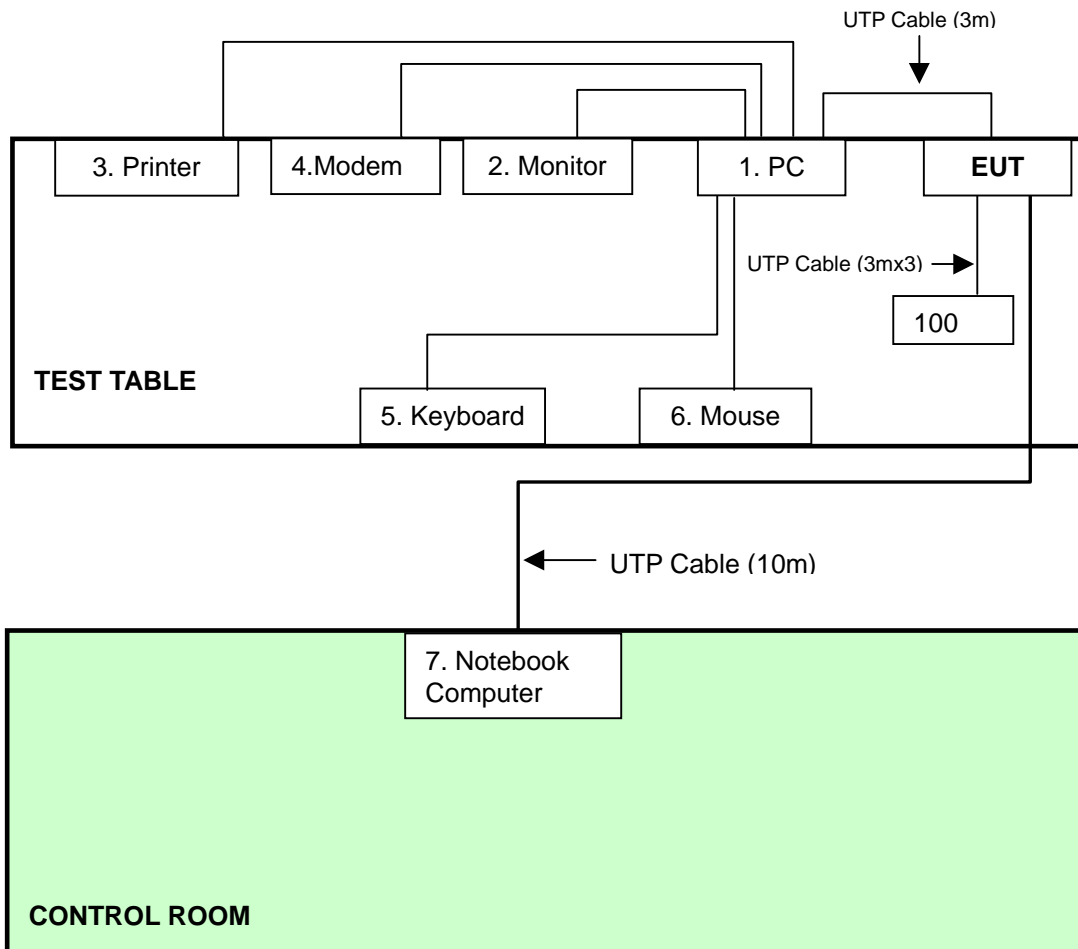 UTP Cable (3m)
3. Printer
4.Modem
2. Monitor
1. PC
EUT
UTP Cable (3mx3)
100
TEST TABLE
5. Keyboard
6. Mouse
UTP Cable (10m)
7. Notebook
Computer
CONTROL ROOM